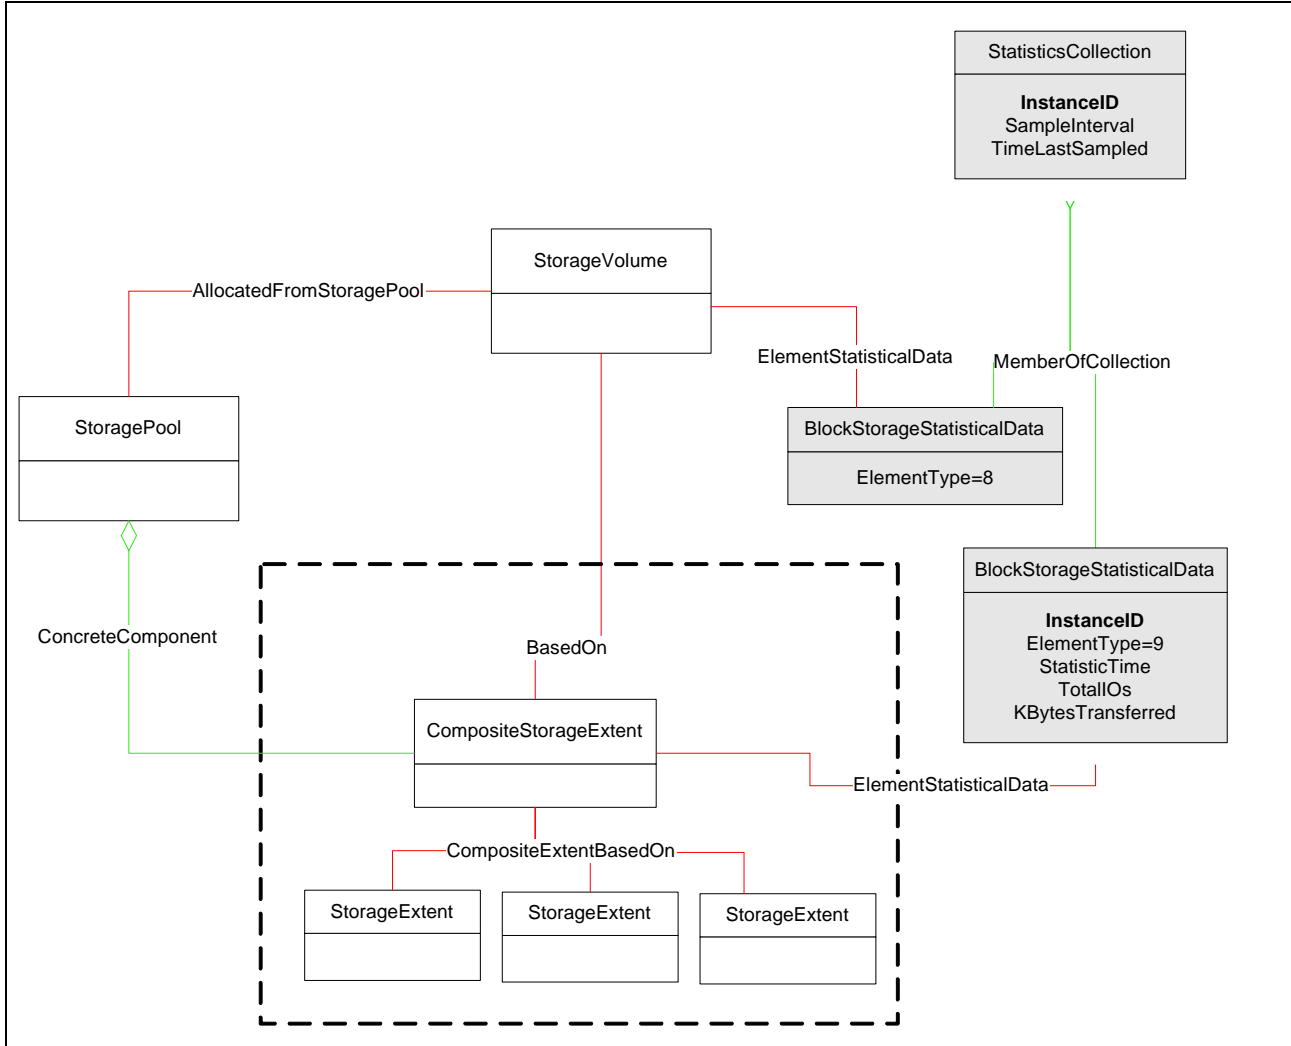 StatisticsCollection
InstanceID
SampleInterval
TimeLastSampled
StorageVolume
AllocatedFromStoragePool
ElementStatisticalData
MemberOfCollection
StoragePool
BlockStorageStatisticalData
ElementType=8
BlockStorageStatisticalData
InstanceID
ElementType=9
StatisticTime
TotalIOs
KBytesTransferred
ConcreteComponent
BasedOn
CompositeStorageExtent
ElementStatisticalData
CompositeExtentBasedOn
StorageExtent
StorageExtent
StorageExtent